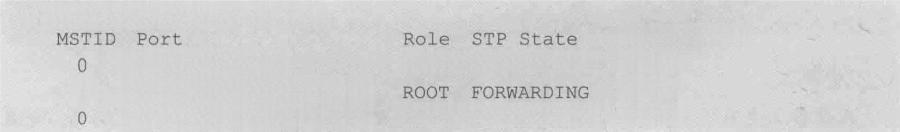 MSTID Port Role STP State
0
ROOT FORWARDING
0